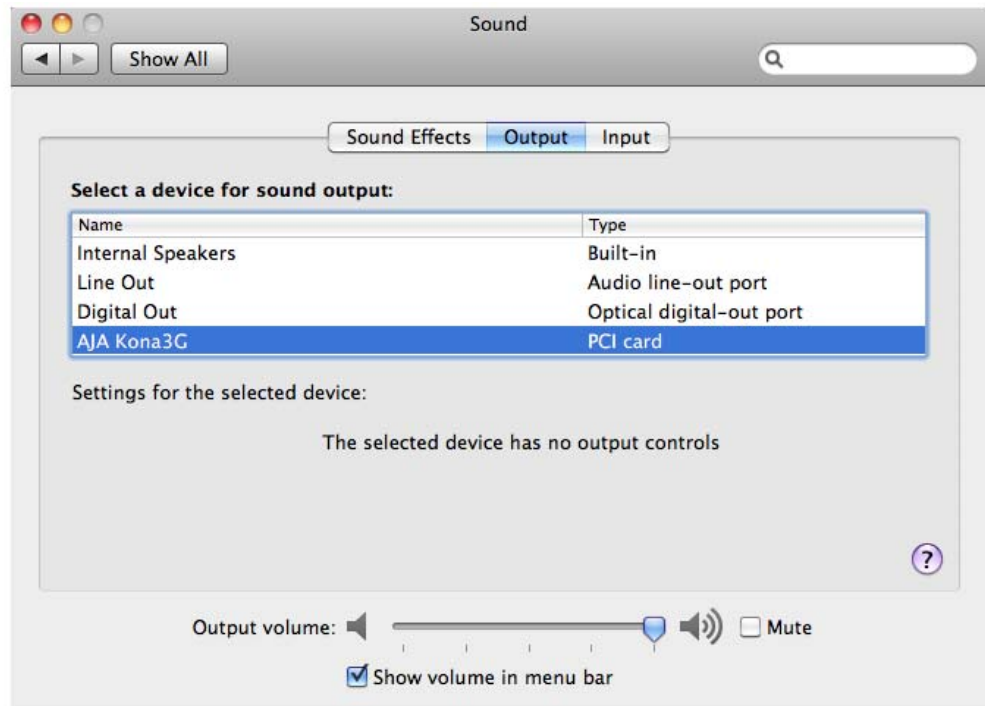 Sound
Show All
Sound Effects Output Input
Select a device for sound output:
Name Type
Internal Speakers Built-in
Line Out Audio line-out port
Digital Out Optical digital-out port
AJA Kona3G PCI card
Settings for the selected device:
The selected device has no output controls
?
Output volume: Mute
Show volume in menu bar